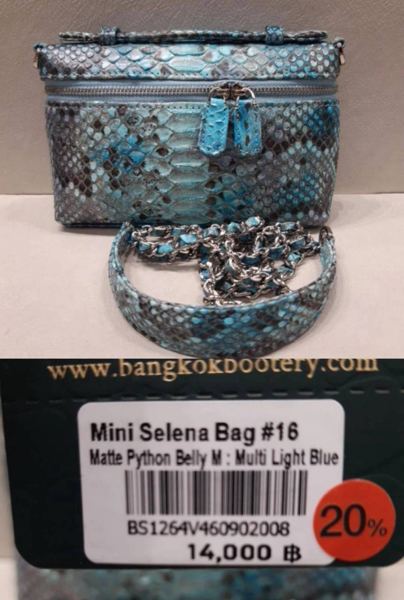 www.bangkokbootery.com
Mini Selena Bag #16
Matte Python Belly M : Multi Light Blue
BS1264V460902008
14,000 ฿
20%